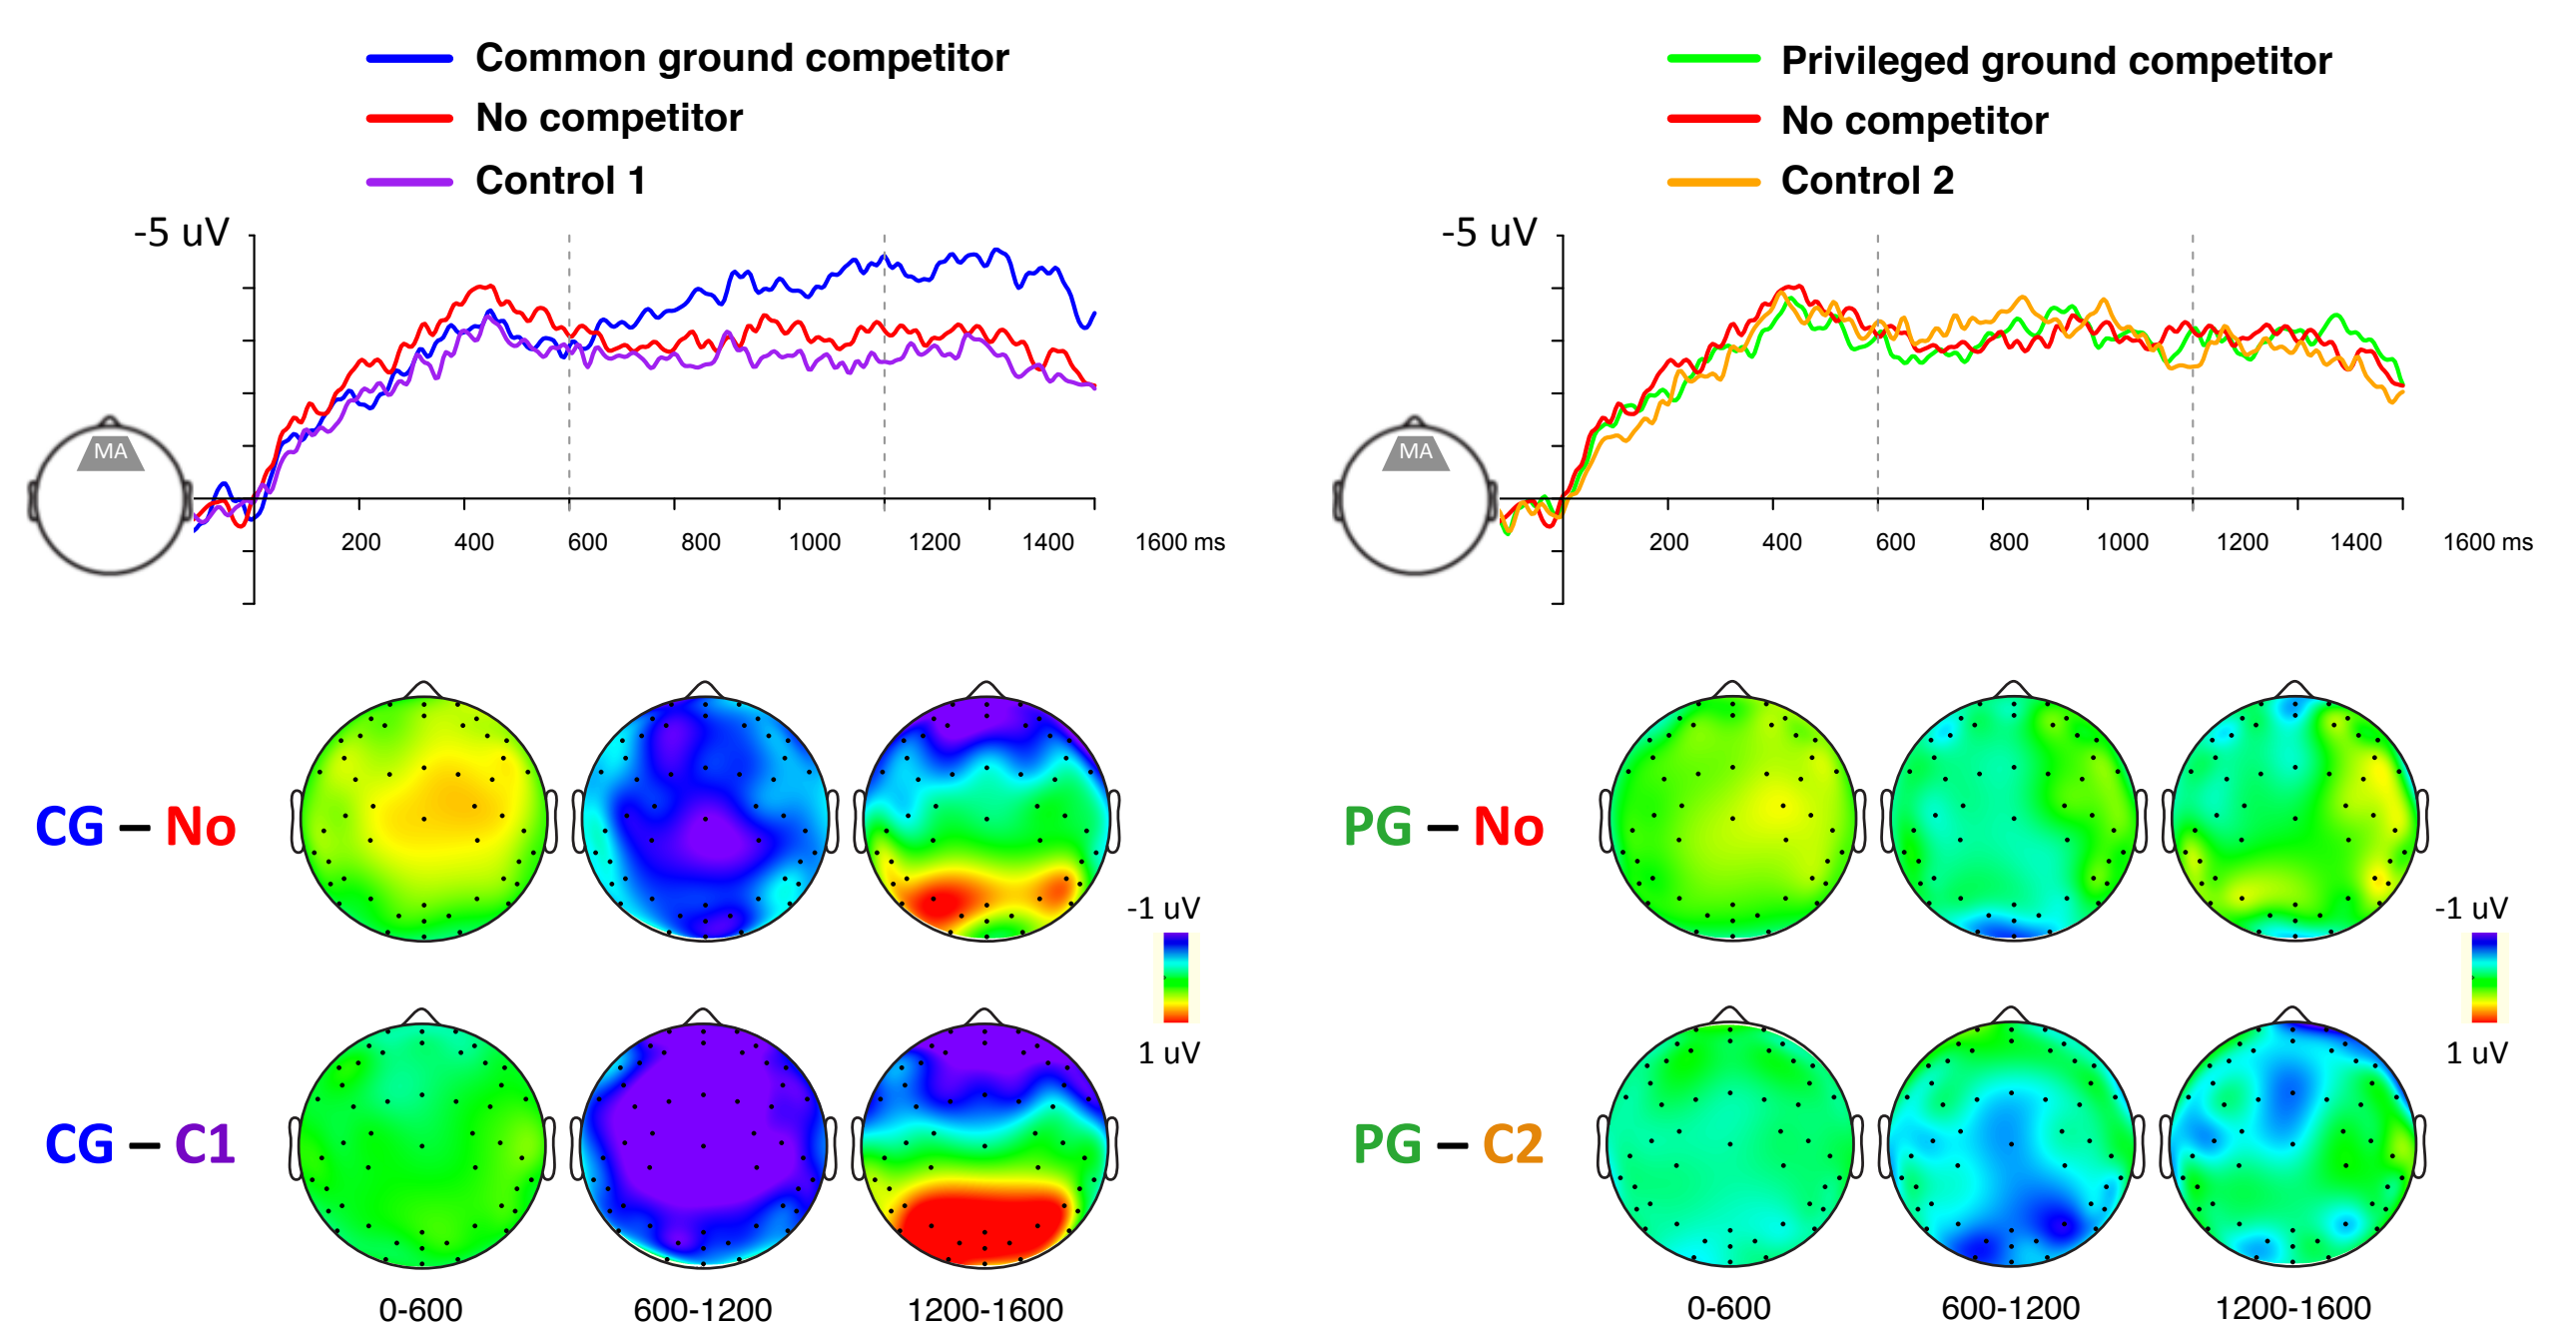 Common ground competitor
No competitor
Control 1
-5 uV
MA
200 400 600 800 1000 1200 1400 1600 ms
Privileged ground competitor
No competitor
Control 2
-5 uV
MA
200 400 600 800 1000 1200 1400 1600 ms
CG – No
CG – C1
-1 uV
1 uV
0-600 600-1200 1200-1600
PG – No
PG – C2
-1 uV
1 uV
0-600 600-1200 1200-1600